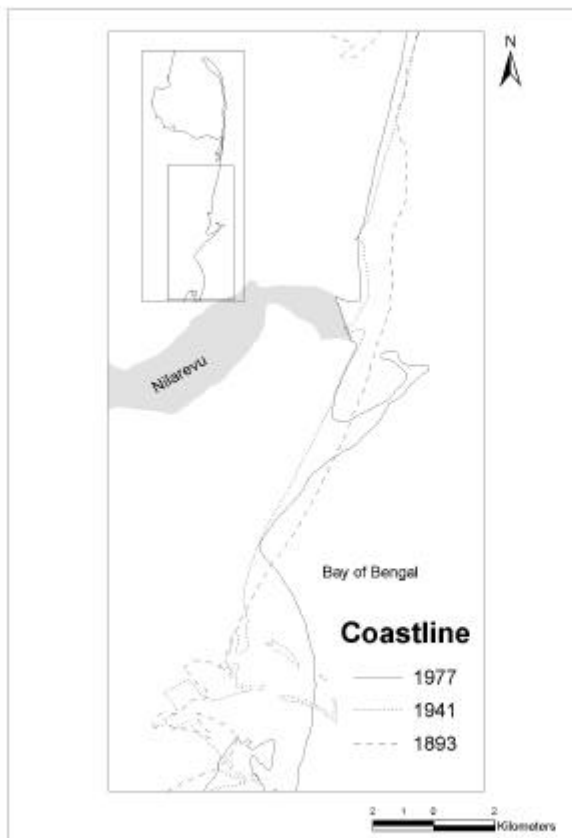 N
Nilarevu
Bay of Bengal
Coastline
1977
1941
1893
2 1 0 2
Kilometers